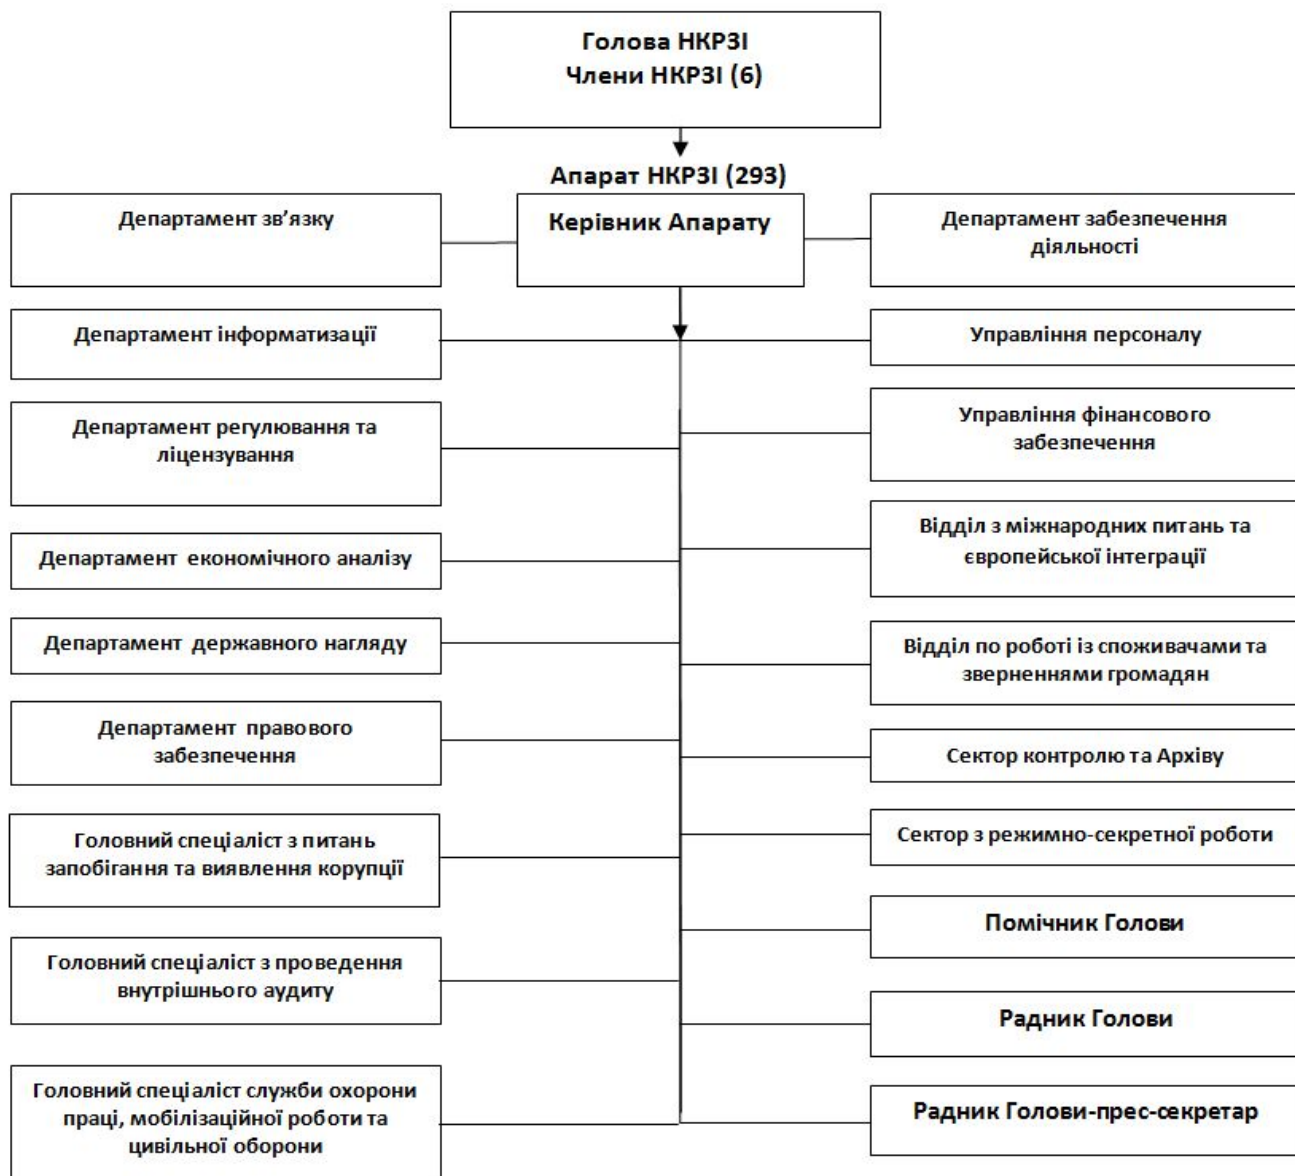 Голова НКРЗІ
Члени НКРЗІ (6)
Апарат НКРЗІ (293)
Керівник Апарату
Департамент зв’язку
Департамент інформатизації
Департамент регулювання та
ліцензування
Департамент економічного аналізу
Департамент державного нагляду
Департамент правового
забезпечення
Головний спеціаліст з питань
запобігання та виявлення корупції
Головний спеціаліст з проведення
внутрішнього аудиту
Головний спеціаліст служби охорони
праці, мобілізаційної роботи та
цивільної оборони
Департамент забезпечення
діяльності
Управління персоналу
Управління фінансового
забезпечення
Відділ з міжнародних питань та
європейської інтеграції
Відділ по роботі із споживачами та
зверненнями громадян
Сектор контролю та Архіву
Сектор з режимно-секретної роботи
Помічник Голови
Радник Голови
Радник Голови-прес-секретар